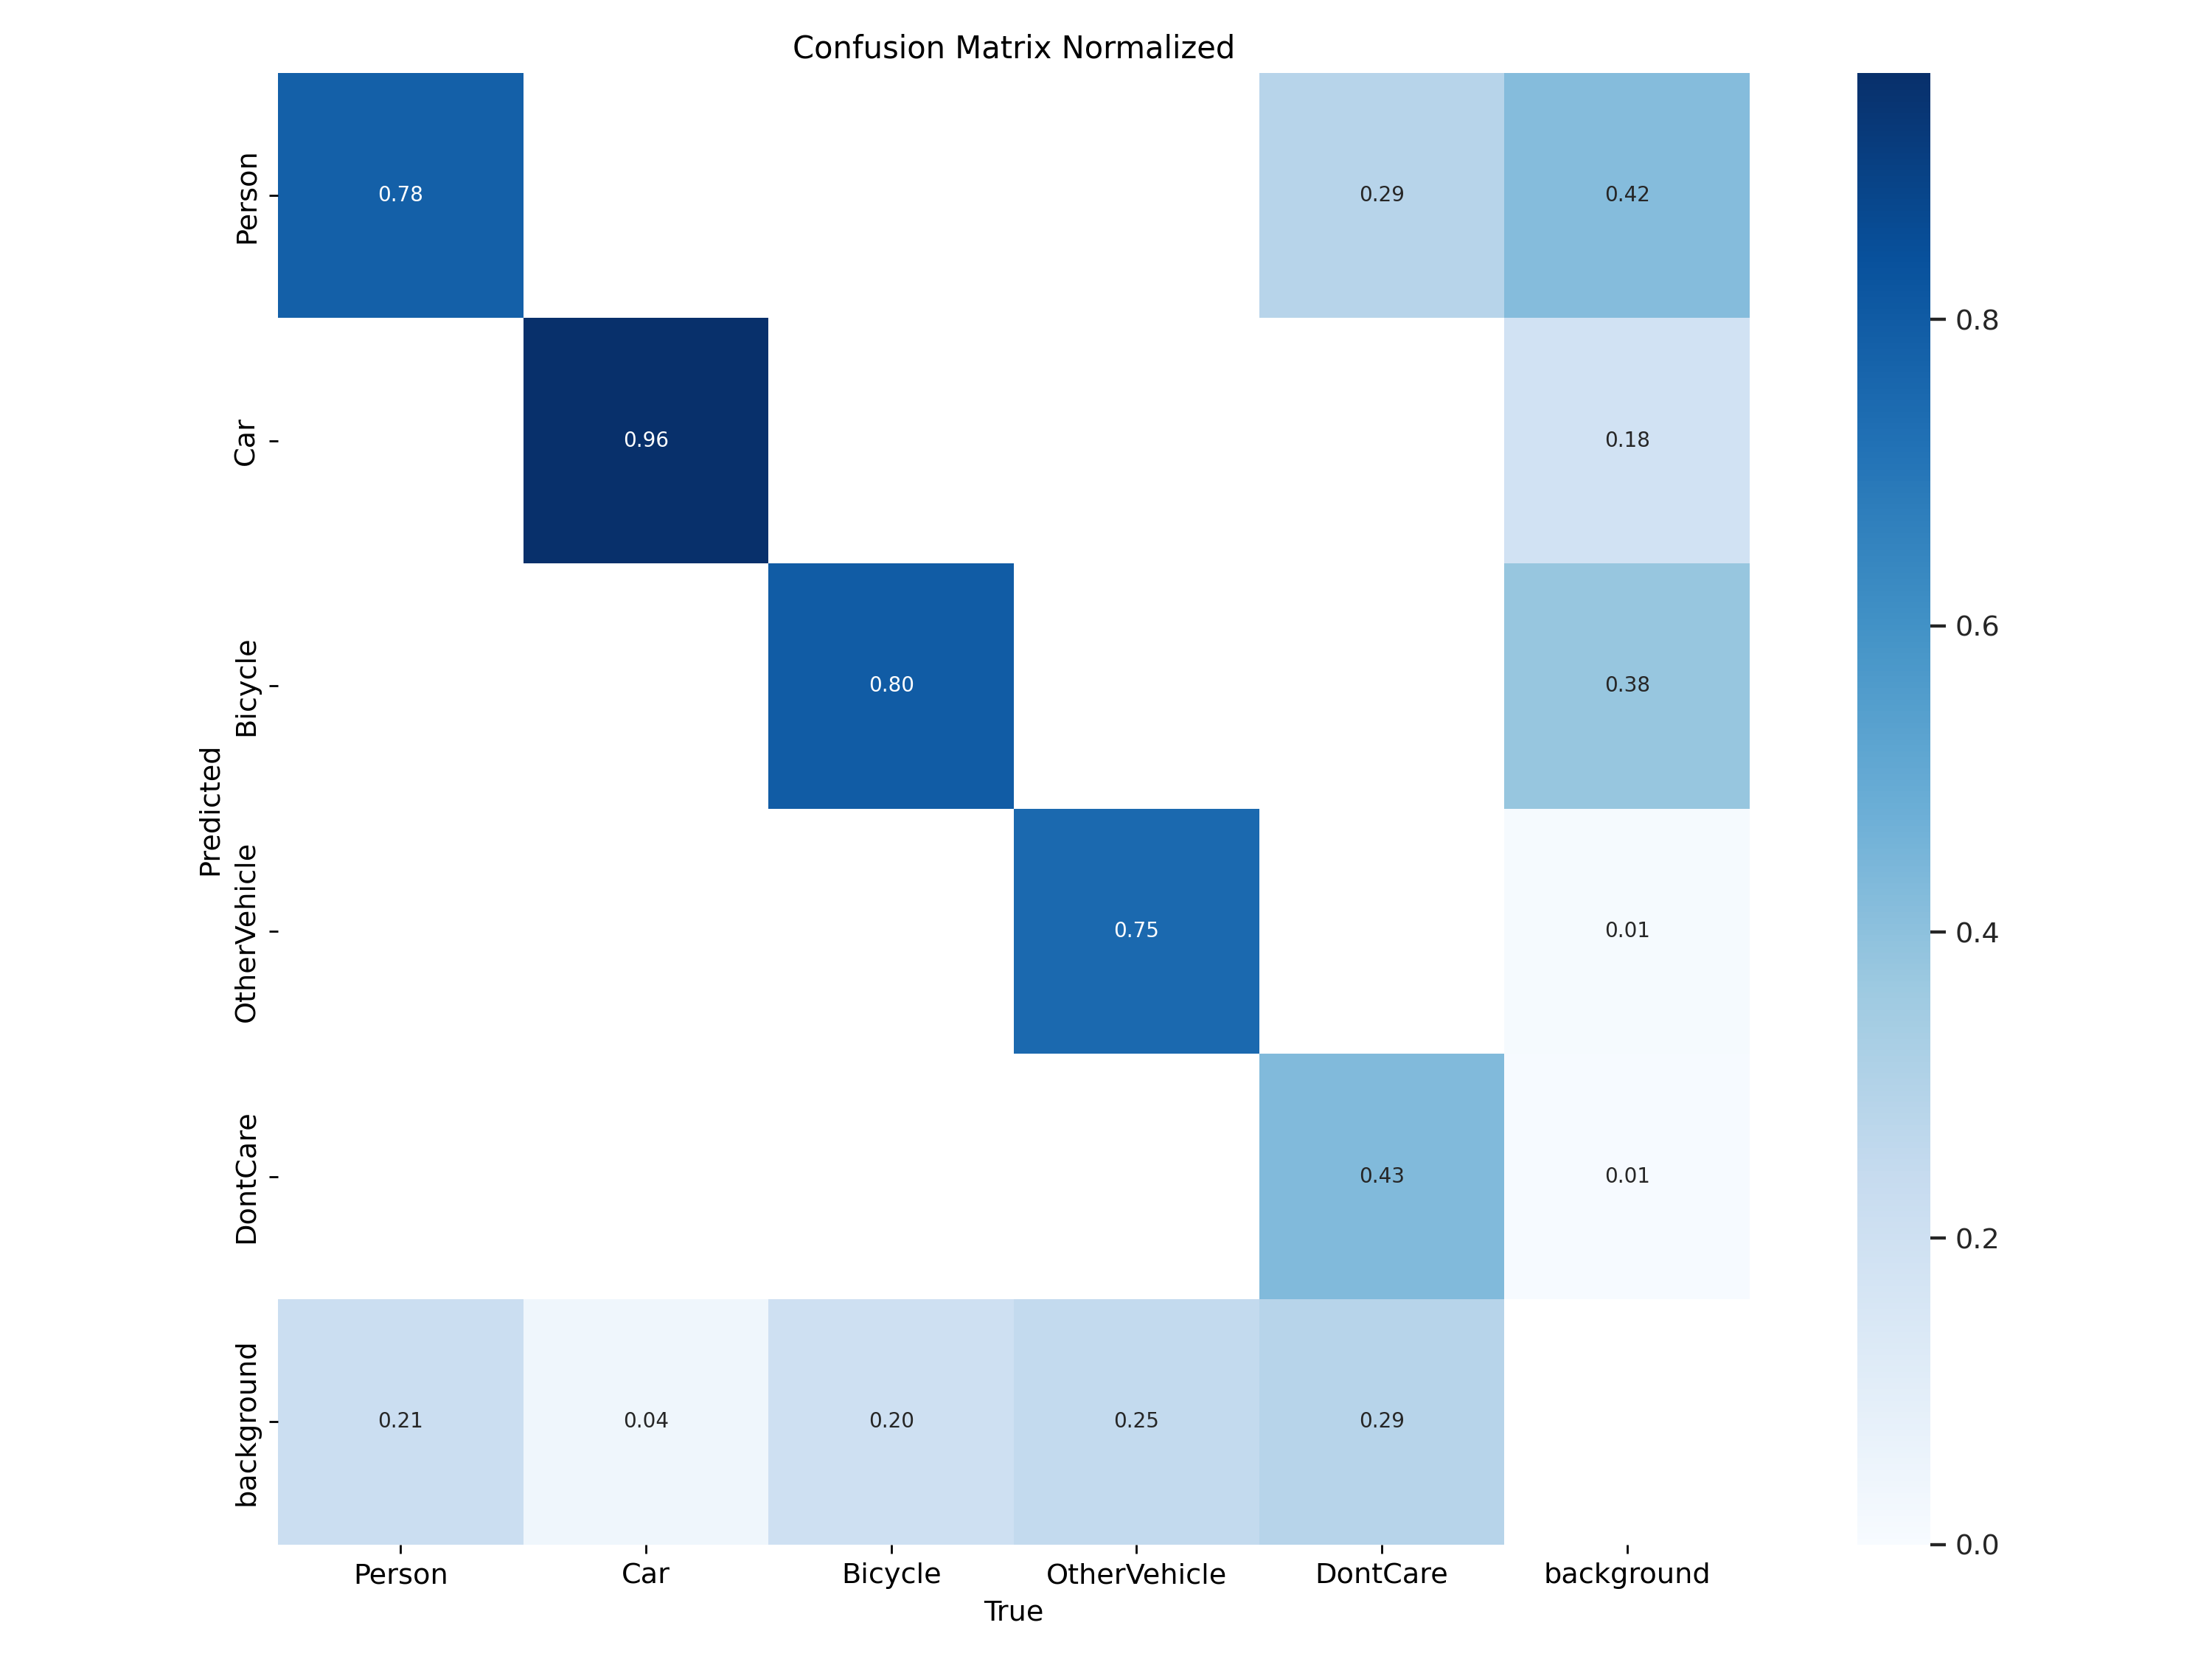 Confusion Matrix Normalized
Predicted
Person
0.78
0.29
0.42
Car
0.96
0.18
Bicycle
0.80
0.38
OtherVehicle
0.75
0.01
DontCare
0.43
0.01
background
0.21
0.04
0.20
0.25
0.29
Person
Car
Bicycle
OtherVehicle
DontCare
background
True
0.8
0.6
0.4
0.2
0.0